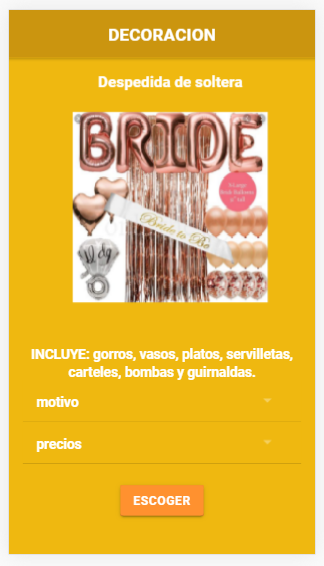 DECORACION
Despedida de soltera
BRIDE
Bride to Be
INCLUYE: gorros, vasos, platos, servilletas,
carteles, bombas y guirnaldas.
motivo
precios
ESCOGER